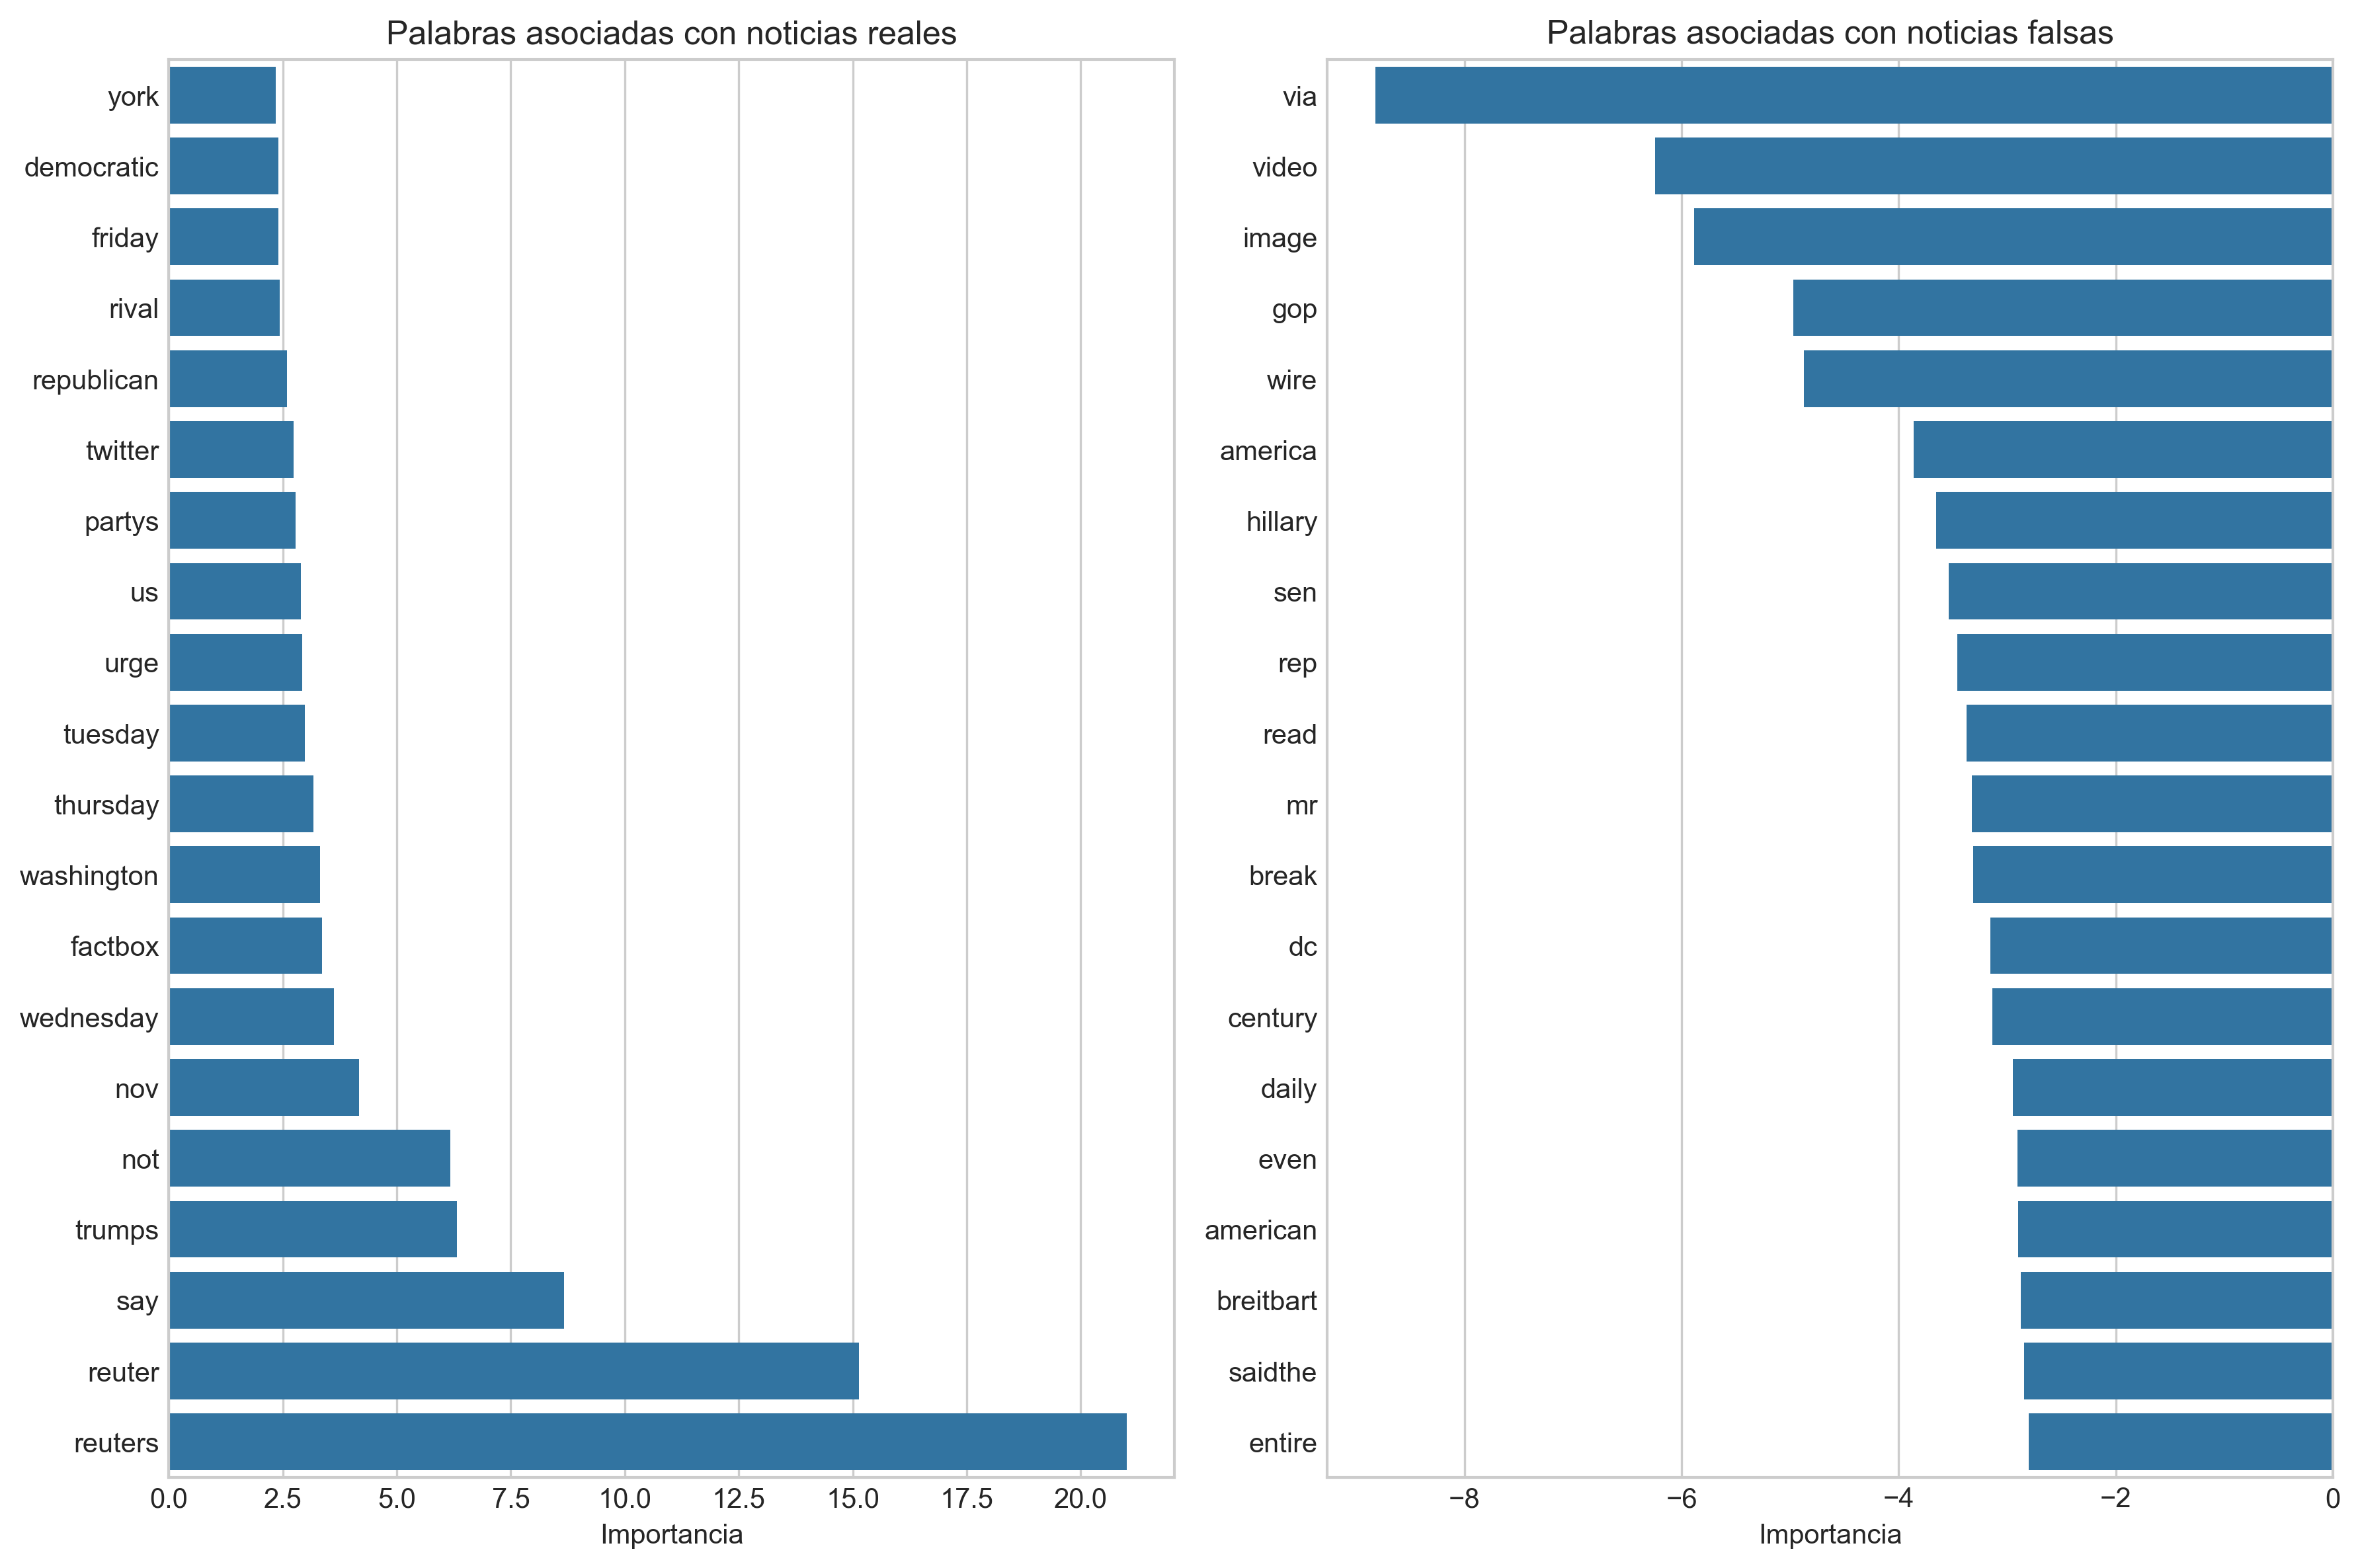 Palabras asociadas con noticias reales
york
democratic
friday
rival
republican
twitter
partys
us
urge
tuesday
thursday
washington
factbox
wednesday
nov
not
trumps
say
reuter
reuters
0.0 2.5 5.0 7.5 10.0 12.5 15.0 17.5 20.0
Importancia
Palabras asociadas con noticias falsas
via
video
image
gop
wire
america
hillary
sen
rep
read
mr
break
dc
century
daily
even
american
breitbart
saidthe
entire
−8 −6 −4 −2 0
Importancia